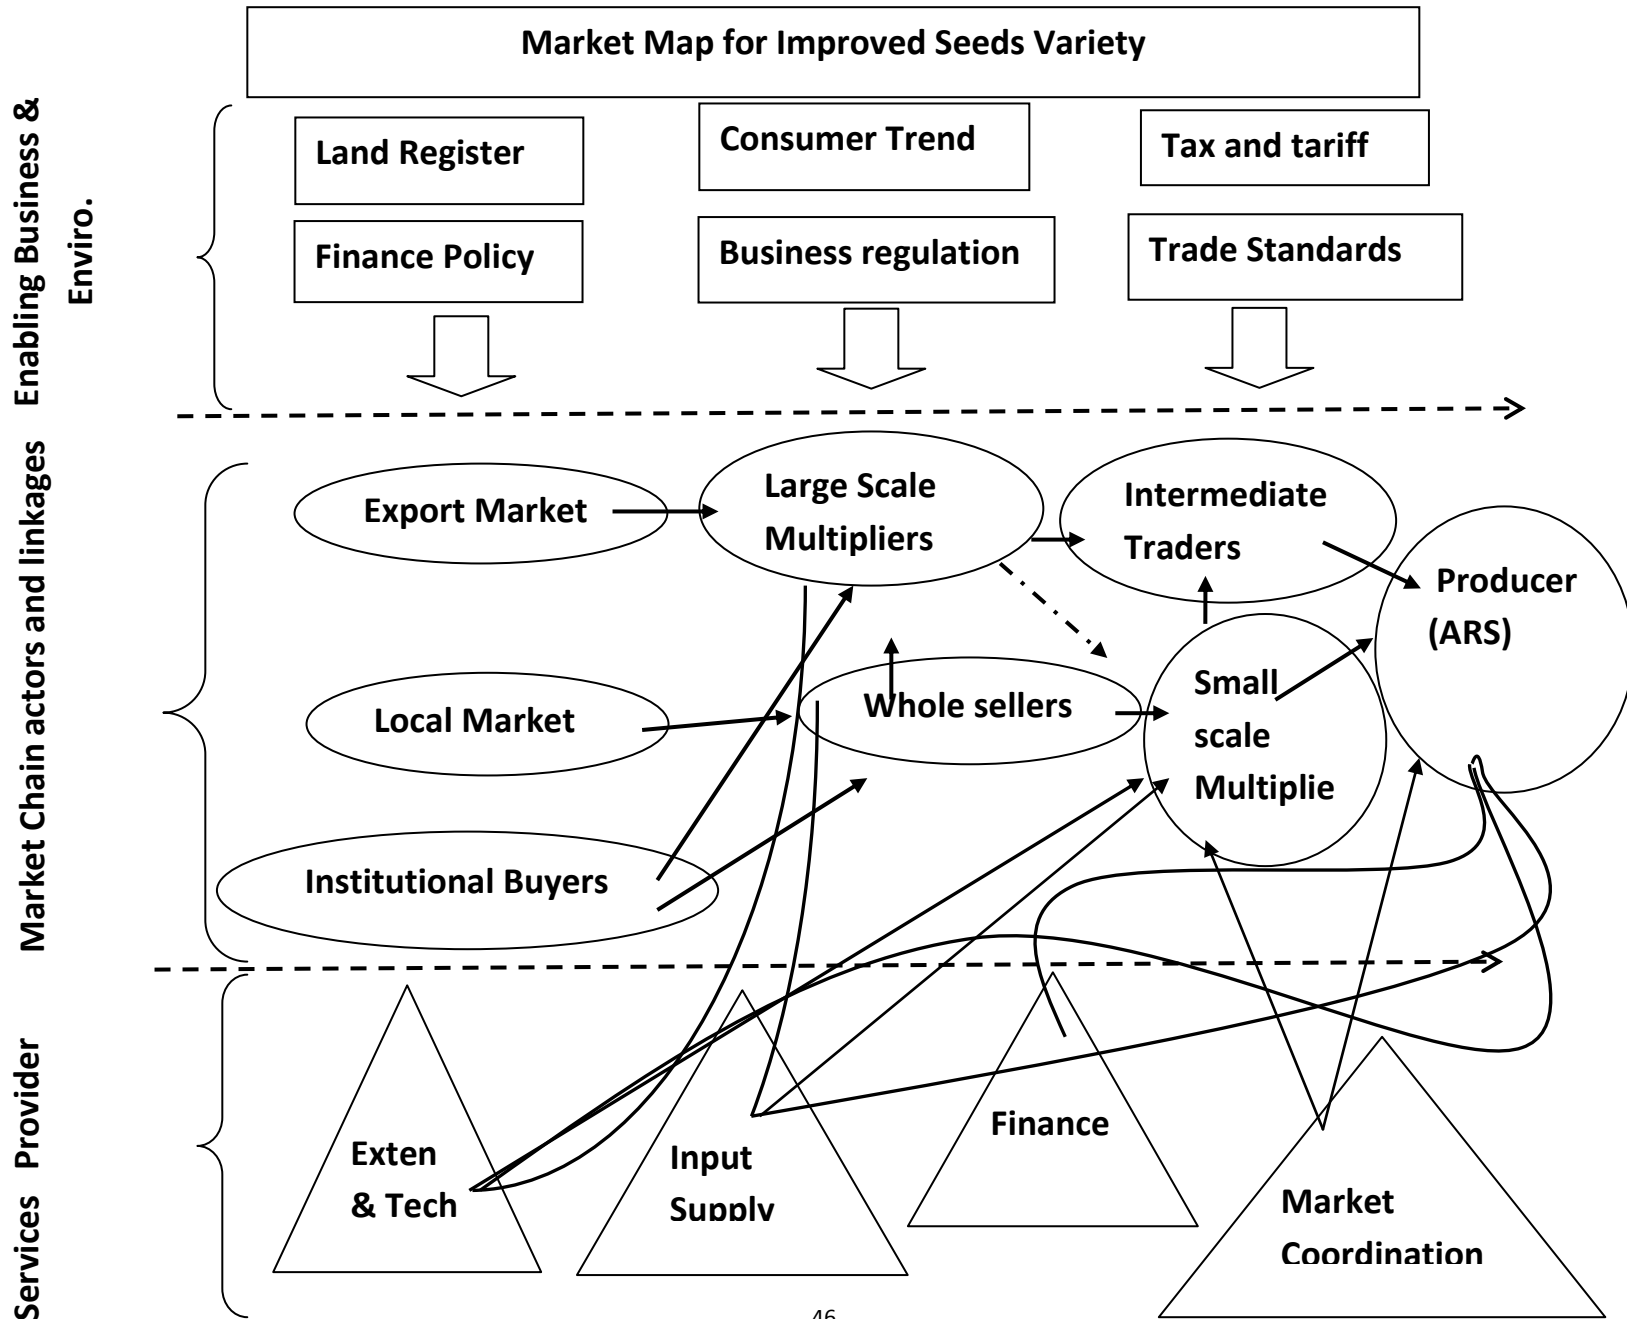 Market Map for Improved Seeds Variety
Enabling Business &
Enviro.
Land Register
Consumer Trend
Tax and tariff
Finance Policy
Business regulation
Trade Standards
Market Chain actors and linkages
Export Market
Large Scale
Multipliers
Intermediate
Traders
Producer
(ARS)
Local Market
Whole sellers
Small
scale
Multiplie
Institutional Buyers
Services Provider
Exten
& Tech
Input
Supply
Finance
Market
Coordination
46